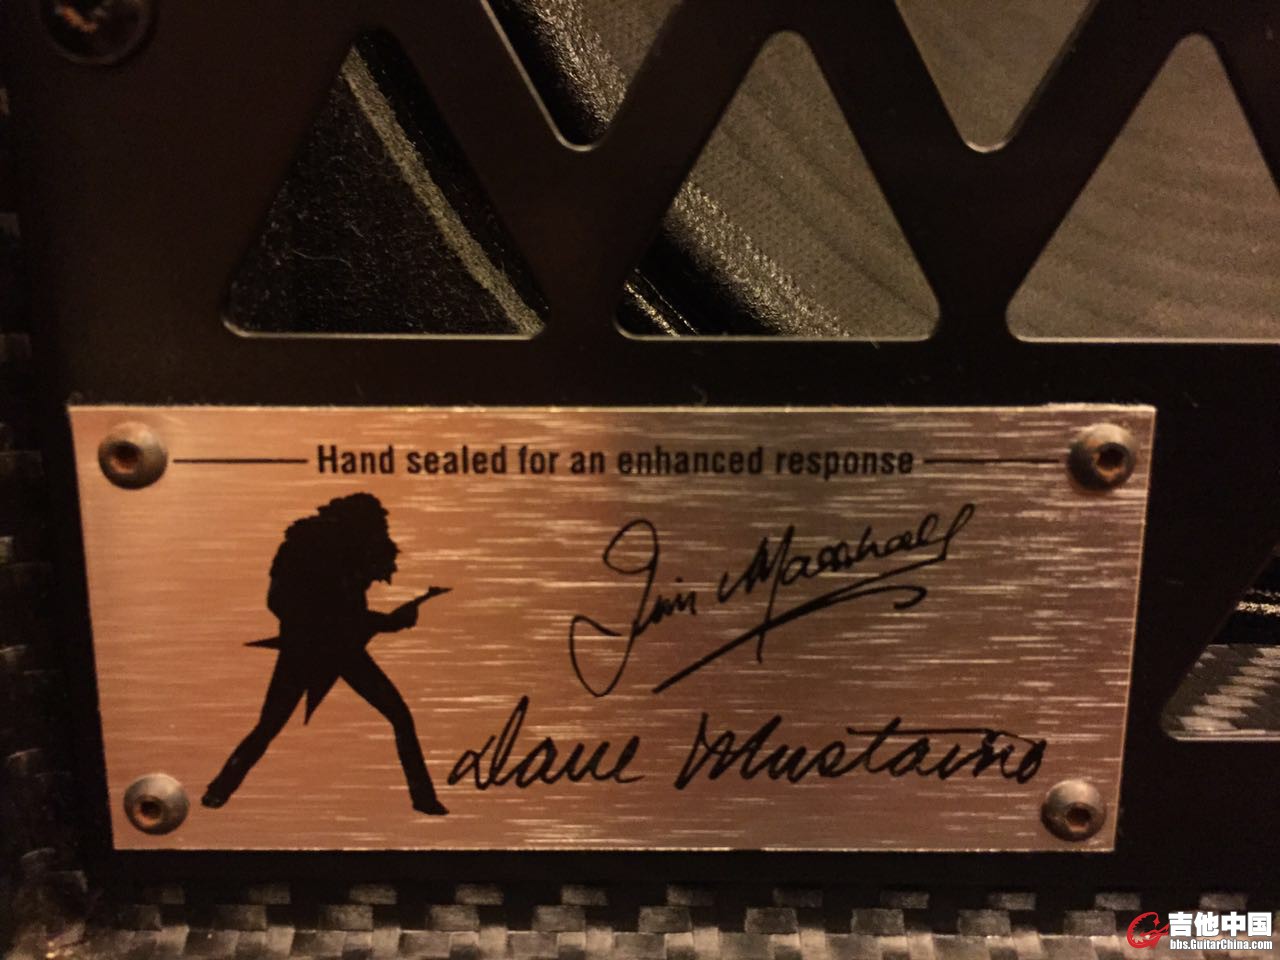 Hand sealed for an enhanced response
Jim Marshall
Dave Mustaine
吉他中国
bbs.GuitarChina.com